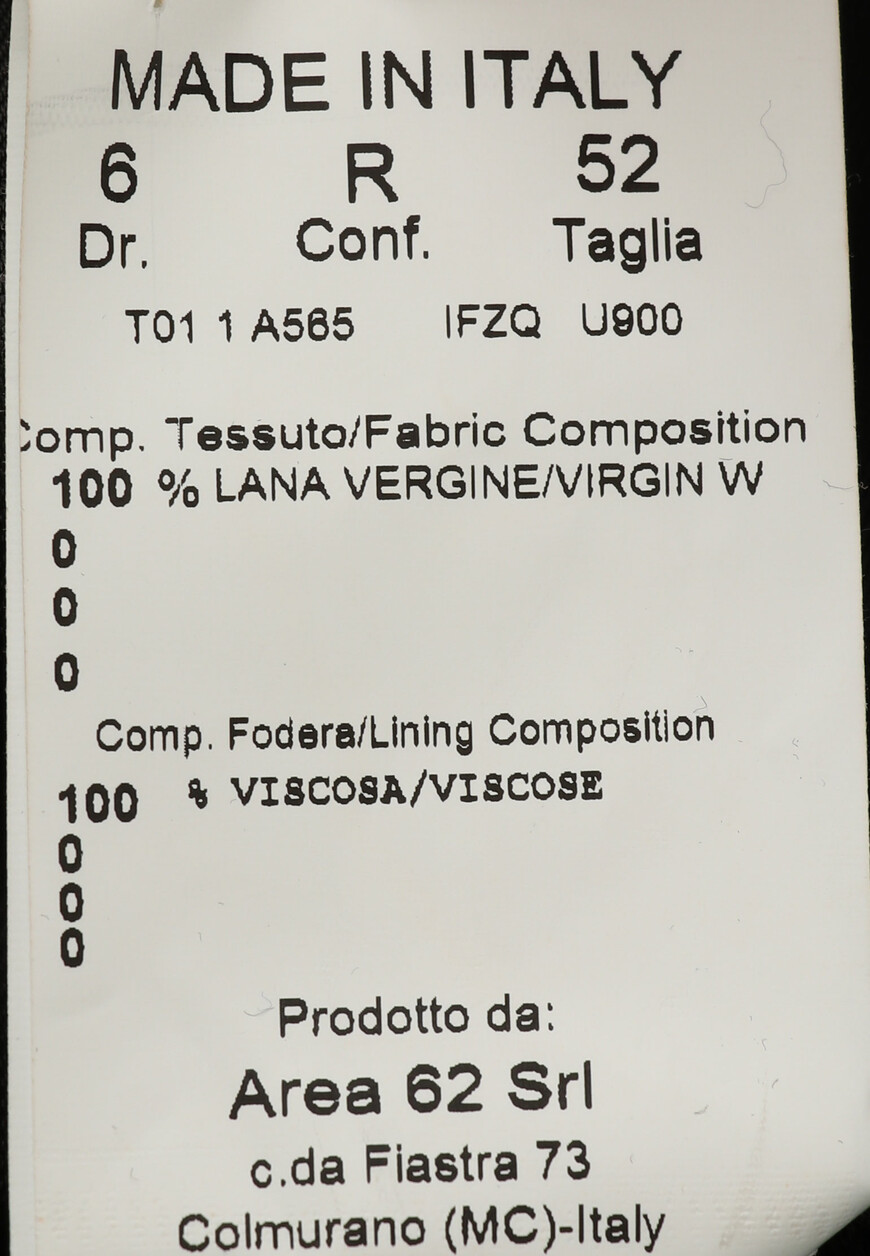 MADE IN ITALY
6 R 52
Dr. Conf. Taglia
T01 1 A565 IFZQ U900
Comp. Tessuto/Fabric Composition
100 % LANA VERGINE/VIRGIN W
0
0
0
Comp. Fodera/Lining Composition
100 % VISCOSA/VISCOSE
0
0
0
Prodotto da:
Area 62 Srl
c.da Fiastra 73
Colmurano (MC)-Italy